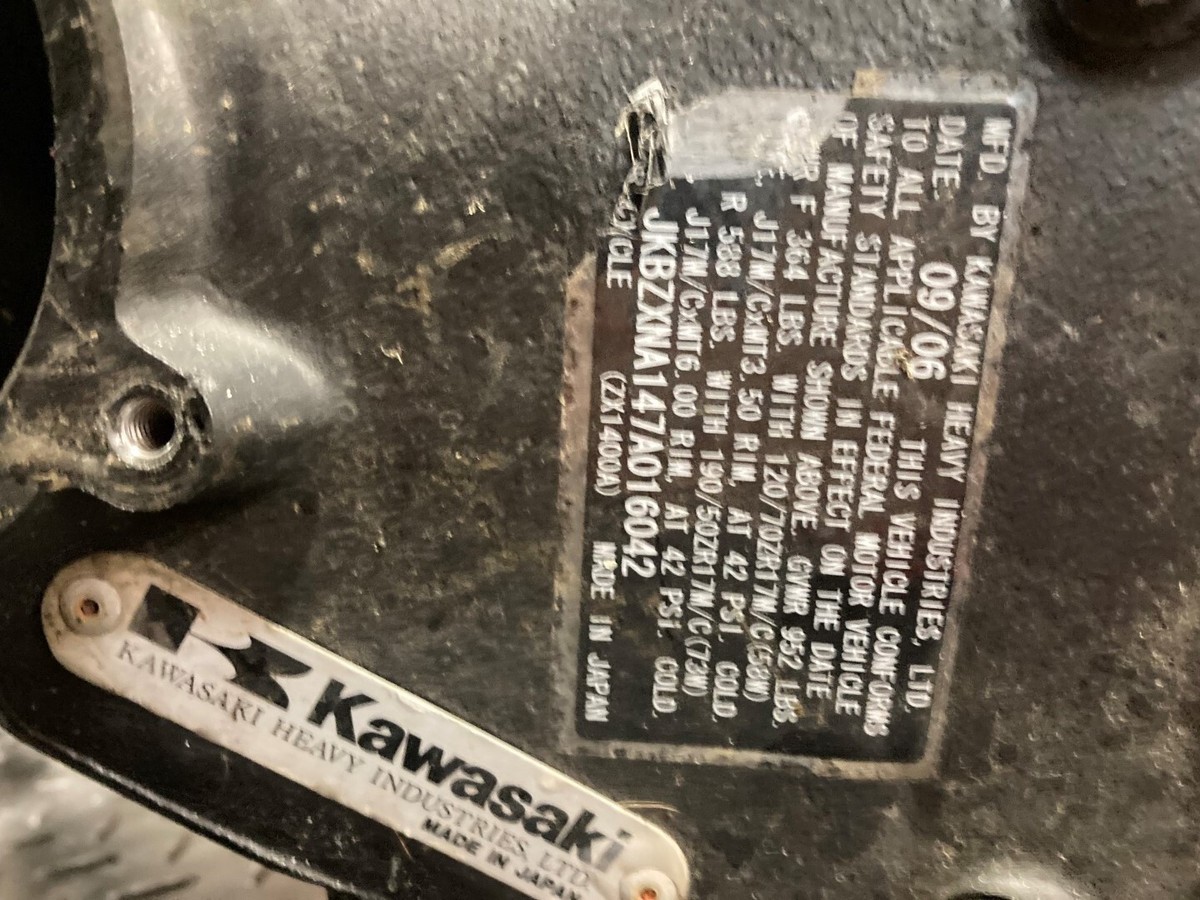 MFD. BY KAWASAKI HEAVY INDUSTRIES, LTD.
DATE 09/06 THIS VEHICLE CONFORMS
TO ALL APPLICABLE FEDERAL MOTOR VEHICLE
SAFETY STANDARDS IN EFFECT ON THE DATE
OF MANUFACTURE SHOWN ABOVE. GVWR 952 LBS.
F 364 LBS. WITH 120/70ZR17M/C(58W)
J17M/CxMT3.50 RIM, AT 42 PSI. COLD.
R 588 LBS. WITH 190/50ZR17M/C(73W)
J17M/CxMT6.00 RIM, AT 42 PSI. COLD.
JKBZXNA147A016042
CYCLE (ZX1400A) MADE IN JAPAN
Kawasaki
KAWASAKI HEAVY INDUSTRIES, LTD.
MADE IN JAPAN